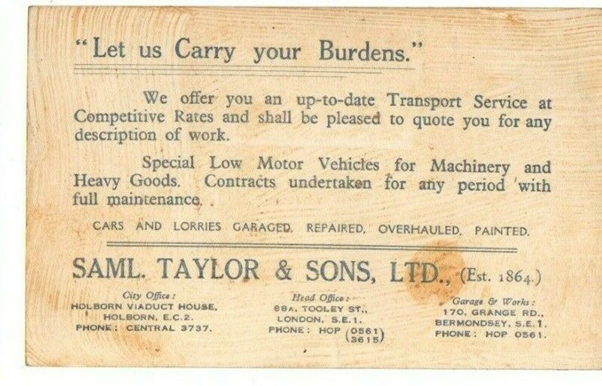 “Let us Carry your Burdens.”
We offer you an up-to-date Transport Service at
Competitive Rates and shall be pleased to quote you for any
description of work.
Special Low Motor Vehicles for Machinery and
Heavy Goods. Contracts undertaken for any period with
full maintenance.
CARS AND LORRIES GARAGED, REPAIRED, OVERHAULED, PAINTED.
SAML. TAYLOR & SONS, LTD., (Est. 1864.)
City Office:
HOLBORN VIADUCT HOUSE,
HOLBORN, E.C.2.
PHONE: CENTRAL 3737.
Head Office:
88A, TOOLEY ST.,
LONDON, S.E.1.
PHONE: HOP (0561
(3615)
Garage & Works:
170, GRANGE RD.,
BERMONDSEY, S.E.1.
PHONE: HOP 0561.